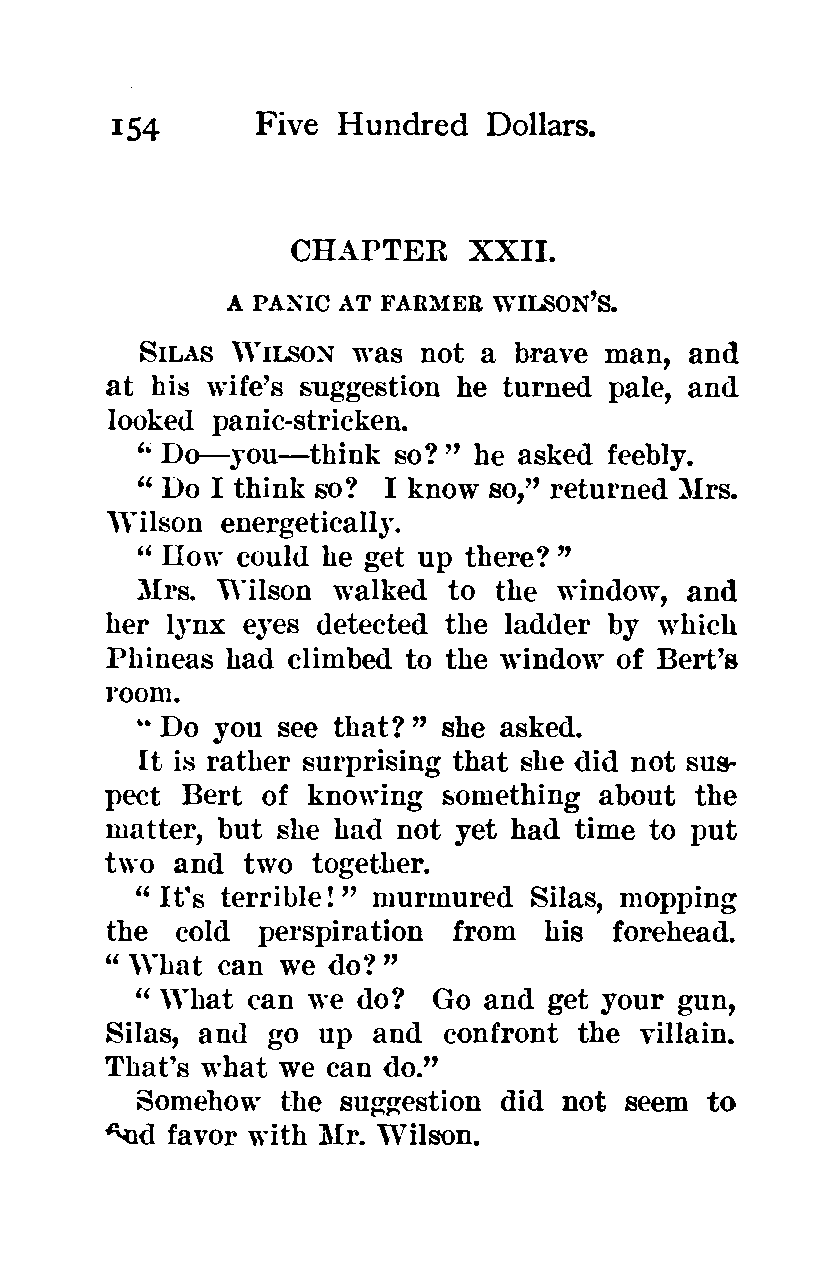 154 Five Hundred Dollars.
CHAPTER XXII.
A PANIC AT FARMER WILSON'S.
SILAS WILSON was not a brave man, and
at his wife's suggestion he turned pale, and
looked panic-stricken.
“ Do—you—think so? ” he asked feebly.
“ Do I think so? I know so,” returned Mrs.
Wilson energetically.
“ How could he get up there? ”
Mrs. Wilson walked to the window, and
her lynx eyes detected the ladder by which
Phineas had climbed to the window of Bert's
room.
“ Do you see that? ” she asked.
It is rather surprising that she did not sus-
pect Bert of knowing something about the
matter, but she had not yet had time to put
two and two together.
“ It's terrible! ” murmured Silas, mopping
the cold perspiration from his forehead.
“ What can we do? ”
“ What can we do? Go and get your gun,
Silas, and go up and confront the villain.
That's what we can do.”
Somehow the suggestion did not seem to
find favor with Mr. Wilson.